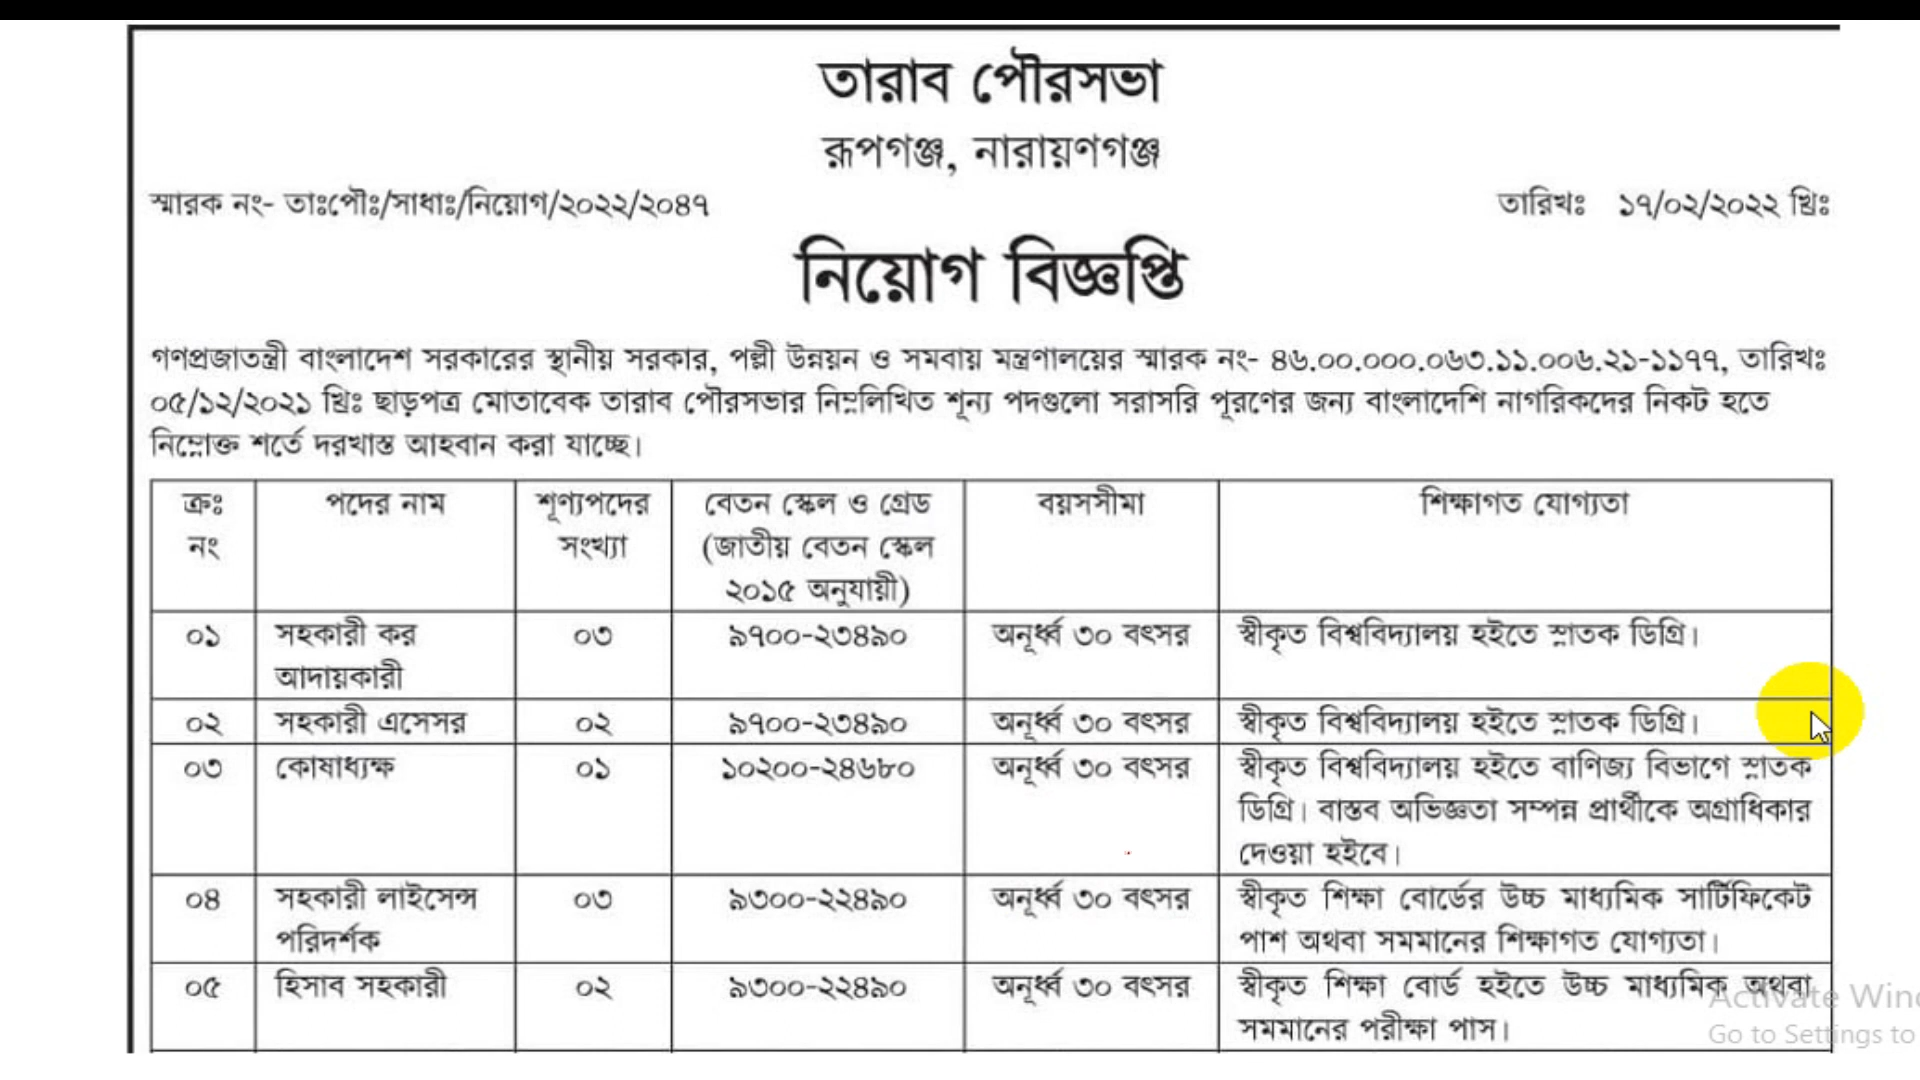 তারাব পৌরসভা
রূপগঞ্জ, নারায়ণগঞ্জ
স্মারক নং- তাঃপৌঃ/সাধাঃ/নিয়োগ/২০২২/২০৪৭
তারিখঃ ১৭/০২/২০২২ খ্রিঃ
নিয়োগ বিজ্ঞপ্তি
গণপ্রজাতন্ত্রী বাংলাদেশ সরকারের স্থানীয় সরকার, পল্লী উন্নয়ন ও সমবায় মন্ত্রণালয়ের স্মারক নং- ৪৬.০০.০০০.০৬৩.১১.০০৬.২১-১১৭৭, তারিখঃ
০৫/১২/২০২১ খ্রিঃ ছাড়পত্র মোতাবেক তারাব পৌরসভার নিম্নলিখিত শূন্য পদগুলো সরাসরি পূরণের জন্য বাংলাদেশি নাগরিকদের নিকট হতে
নিম্নোক্ত শর্তে দরখাস্ত আহবান করা যাচ্ছে।
ক্রঃ নং
পদের নাম
শূণ্যপদের সংখ্যা
বেতন স্কেল ও গ্রেড
(জাতীয় বেতন স্কেল
২০১৫ অনুযায়ী)
বয়সসীমা
শিক্ষাগত যোগ্যতা
০১
সহকারী কর
আদায়কারী
০৩
৯৭০০-২৩৪৯০
অনূর্ধ্ব ৩০ বৎসর
স্বীকৃত বিশ্ববিদ্যালয় হইতে স্নাতক ডিগ্রি।
০২
সহকারী এসেসর
০২
৯৭০০-২৩৪৯০
অনূর্ধ্ব ৩০ বৎসর
স্বীকৃত বিশ্ববিদ্যালয় হইতে স্নাতক ডিগ্রি।
০৩
কোষাধ্যক্ষ
০১
১০২০০-২৪৬৮০
অনূর্ধ্ব ৩০ বৎসর
স্বীকৃত বিশ্ববিদ্যালয় হইতে বাণিজ্য বিভাগে স্নাতক
ডিগ্রি। বাস্তব অভিজ্ঞতা সম্পন্ন প্রার্থীকে অগ্রাধিকার
দেওয়া হইবে।
০৪
সহকারী লাইসেন্স
পরিদর্শক
০৩
৯৩০০-২২৪৯০
অনূর্ধ্ব ৩০ বৎসর
স্বীকৃত শিক্ষা বোর্ডের উচ্চ মাধ্যমিক সার্টিফিকেট
পাশ অথবা সমমানের শিক্ষাগত যোগ্যতা।
০৫
হিসাব সহকারী
০২
৯৩০০-২২৪৯০
অনূর্ধ্ব ৩০ বৎসর
স্বীকৃত শিক্ষা বোর্ড হইতে উচ্চ মাধ্যমিক অথবা
সমমানের পরীক্ষা পাস।
Activate Wind
Go to Settings to